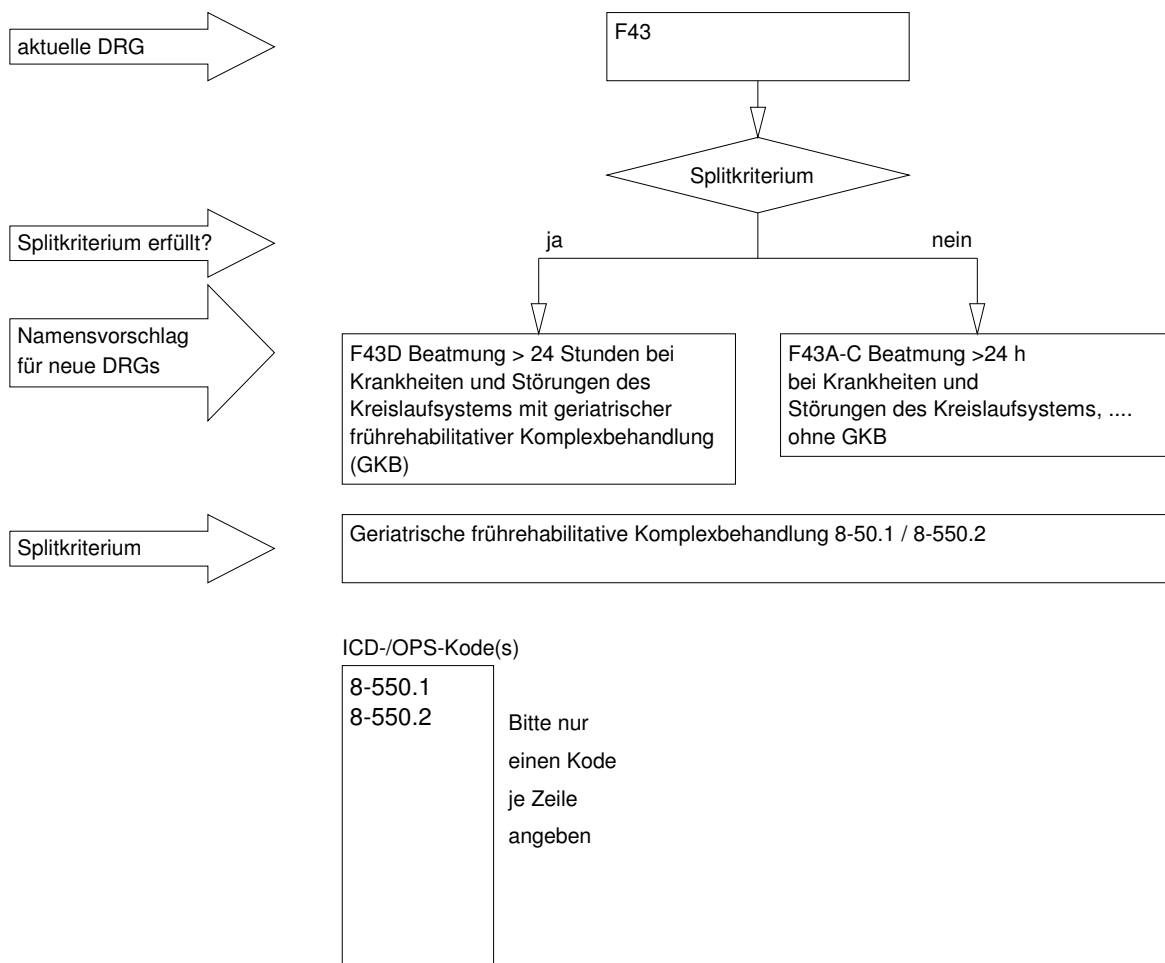 aktuelle DRG
F43
Splitkriterium
Splitkriterium erfüllt?
ja
nein
Namensvorschlag
für neue DRGs
F43D Beatmung > 24 Stunden bei
Krankheiten und Störungen des
Kreislaufsystems mit geriatrischer
frührehabilitativer Komplexbehandlung
(GKB)
F43A-C Beatmung >24 h
bei Krankheiten und
Störungen des Kreislaufsystems, ....
ohne GKB
Splitkriterium
Geriatrische frührehabilitative Komplexbehandlung 8-50.1 / 8-550.2
ICD-/OPS-Kode(s)
8-550.1
8-550.2
Bitte nur
einen Kode
je Zeile
angeben